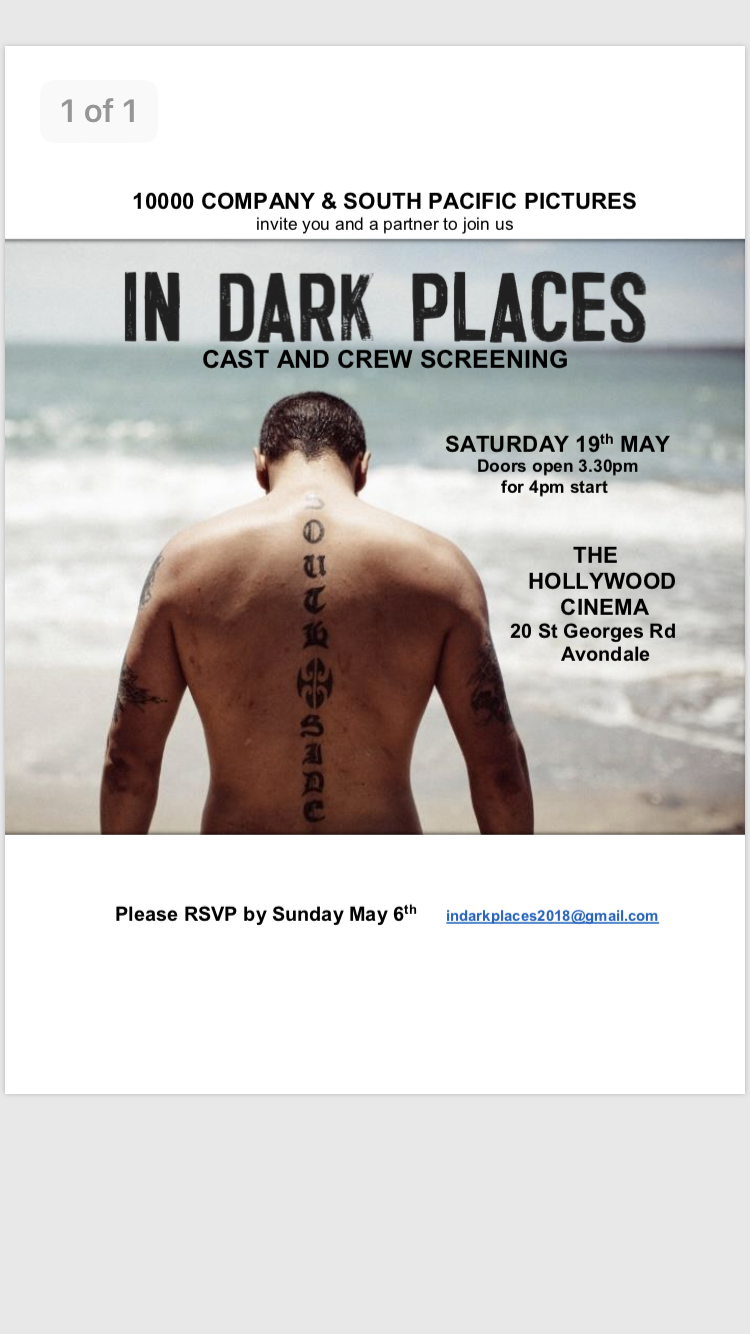 1 of 1
10000 COMPANY & SOUTH PACIFIC PICTURES
invite you and a partner to join us
IN DARK PLACES
CAST AND CREW SCREENING
SATURDAY 19th MAY
Doors open 3.30pm
for 4pm start
THE
HOLLYWOOD
CINEMA
20 St Georges Rd
Avondale
SOUTH SIDE
Please RSVP by Sunday May 6th indarkplaces2018@gmail.com